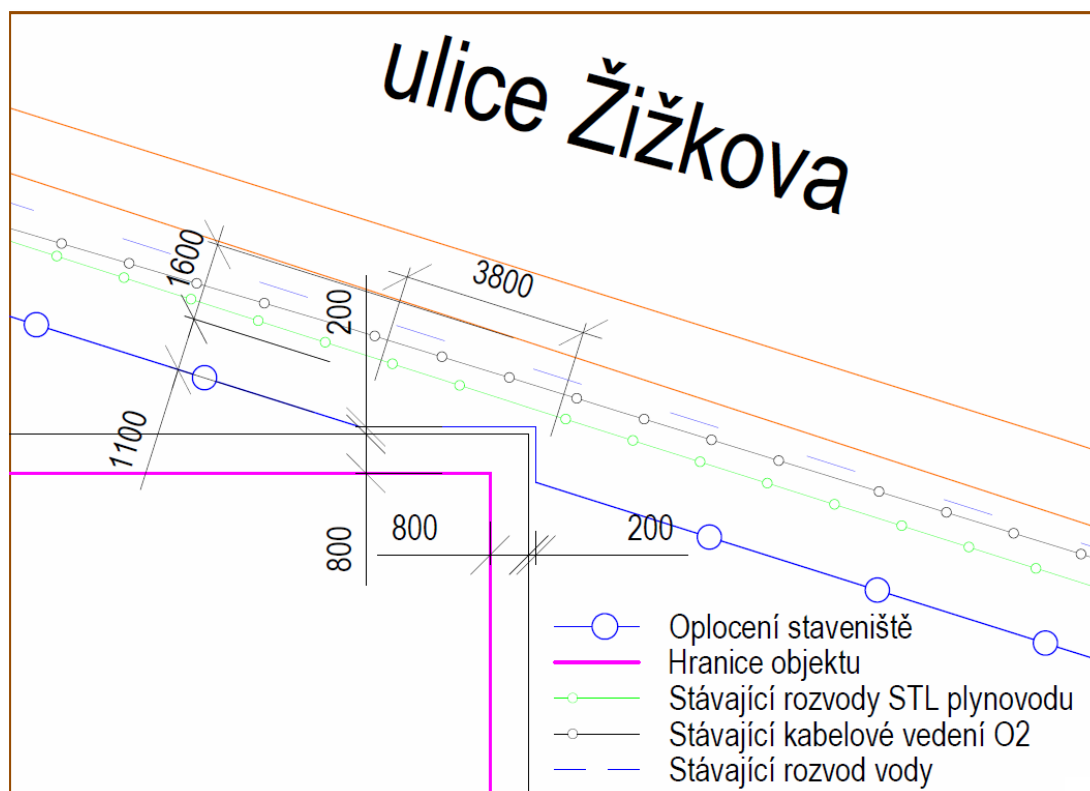 ulice Žižkova
1600
3800
200
1100
800
800
200
Oplocení staveniště
Hranice objektu
Stávající rozvody STL plynovodu
Stávající kabelové vedení O2
Stávající rozvod vody